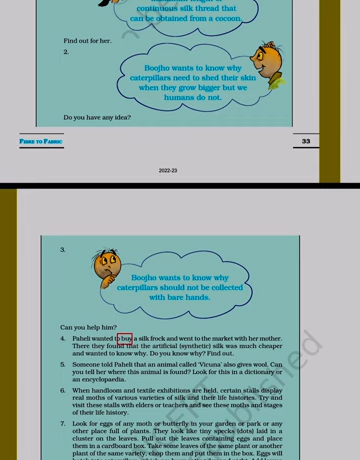 continuous silk thread that
can be obtained from a cocoon.
Find out for her.
2.
Boojho wants to know why
caterpillars need to shed their skin
when they grow bigger but we
humans do not.
Do you have any idea?
FIBRE TO FABRIC
33
2022-23
3.
Boojho wants to know why
caterpillars should not be collected
with bare hands.
Can you help him?
4. Paheli wanted to buy a silk frock and went to the market with her mother.
There they found that the artificial (synthetic) silk was much cheaper
and wanted to know why. Do you know why? Find out.
5. Someone told Paheli that an animal called 'Vicuna' also gives wool. Can
you tell her where this animal is found? Look for this in a dictionary or
an encyclopaedia.
6. When handloom and textile exhibitions are held, certain stalls display
real moths of various varieties of silk and their life histories. Try and
visit these stalls with elders or teachers and see these moths and stages
of their life history.
7. Look for eggs of any moth or butterfly in your garden or park or any
other place full of plants. They look like tiny specks (dots) laid in a
cluster on the leaves. Pull out the leaves containing eggs and place
them in a cardboard box. Take some leaves of the same plant or another
plant of the same variety, chop them and put them in the box. Eggs will